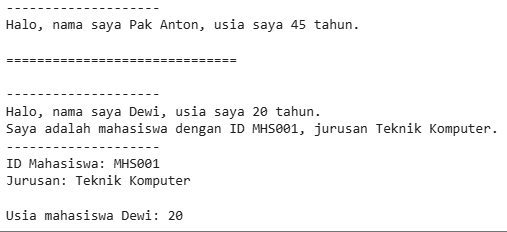 --------------------
Halo, nama saya Pak Anton, usia saya 45 tahun.
==============================
--------------------
Halo, nama saya Dewi, usia saya 20 tahun.
Saya adalah mahasiswa dengan ID MHS001, jurusan Teknik Komputer.
--------------------
ID Mahasiswa: MHS001
Jurusan: Teknik Komputer
Usia mahasiswa Dewi: 20